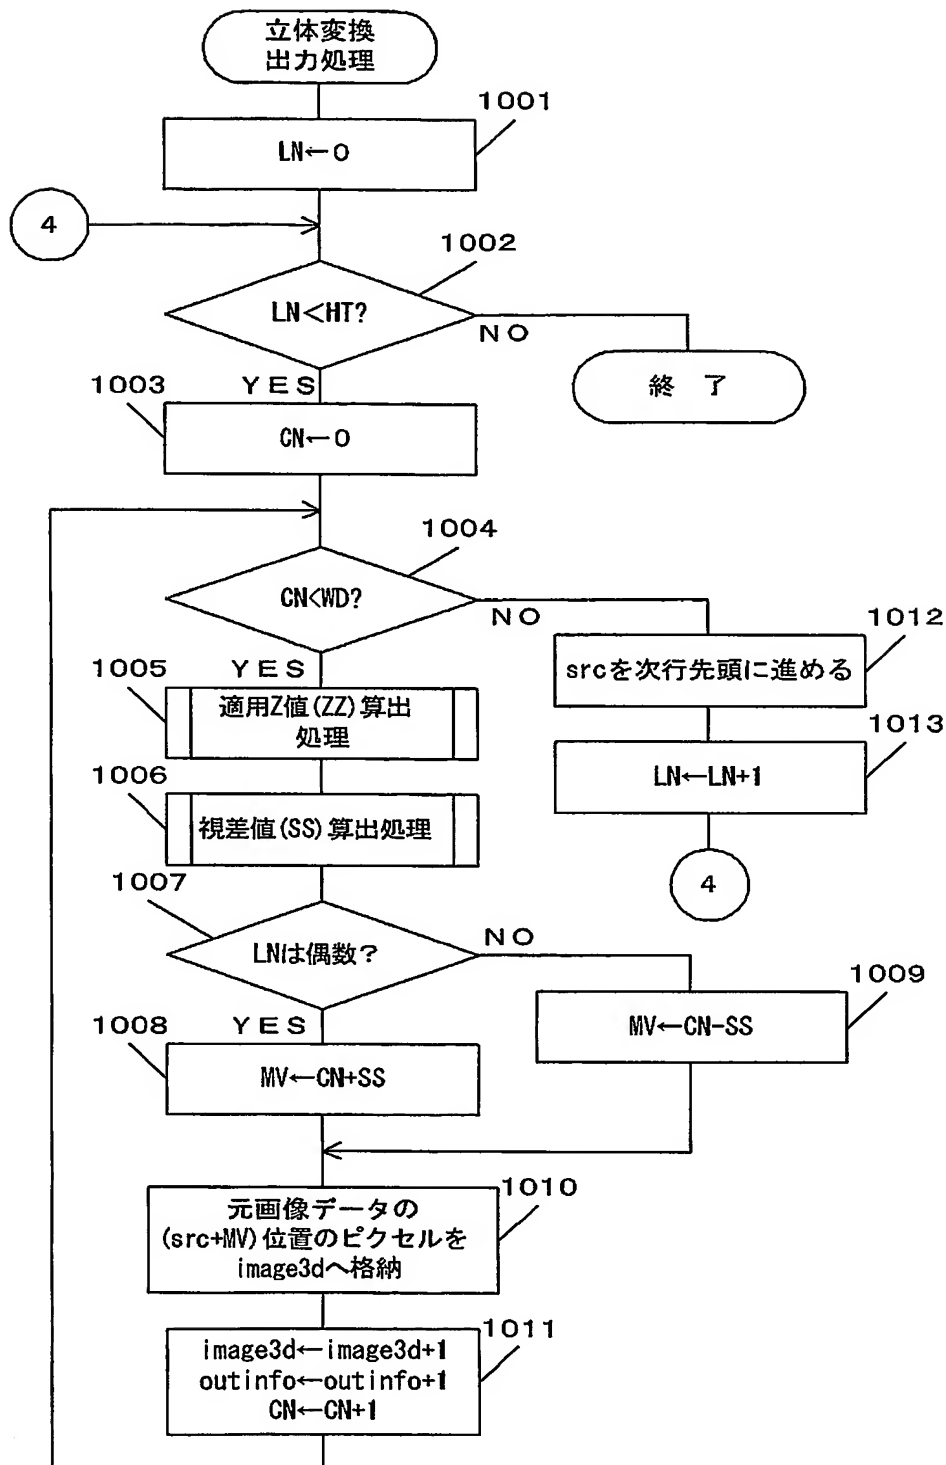 立体変換
出力処理
1001
LN←0
4
1002
LN<HT?
NO
終 了
YES
1003
CN←0
1004
CN<WD?
NO
1012
srcを次行先頭に進める
1013
LN←LN+1
4
YES
1005
適用Z値(ZZ)算出
処理
1006
視差値(SS)算出処理
1007
LNは偶数?
NO
1009
MV←CN-SS
YES
1008
MV←CN+SS
1010
元画像データの
(src+MV)位置のピクセルを
image3dへ格納
1011
image3d←image3d+1
outinfo←outinfo+1
CN←CN+1